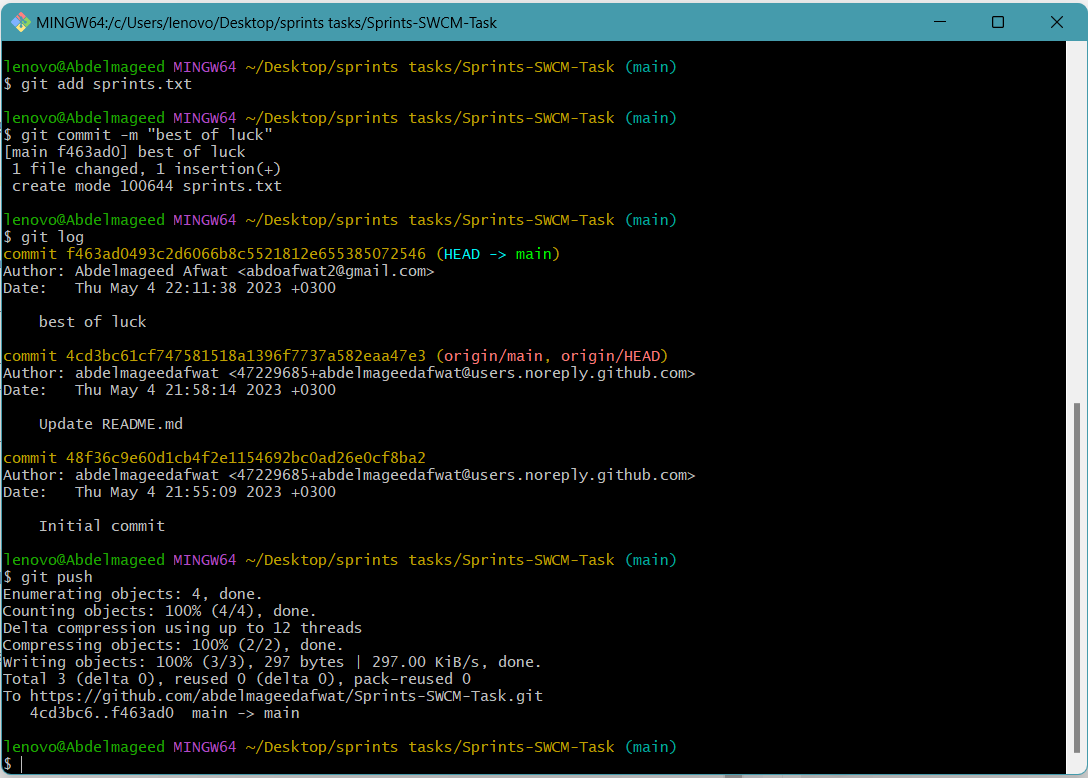 MINGW64:/c/Users/lenovo/Desktop/sprints tasks/Sprints-SWCM-Task
lenovo@Abdelmageed MINGW64 ~/Desktop/sprints tasks/Sprints-SWCM-Task (main)
$ git add sprints.txt
lenovo@Abdelmageed MINGW64 ~/Desktop/sprints tasks/Sprints-SWCM-Task (main)
$ git commit -m "best of luck"
[main f463ad0] best of luck
 1 file changed, 1 insertion(+)
 create mode 100644 sprints.txt
lenovo@Abdelmageed MINGW64 ~/Desktop/sprints tasks/Sprints-SWCM-Task (main)
$ git log
commit f463ad0493c2d6066b8c5521812e655385072546 (HEAD -> main)
Author: Abdelmageed Afwat <abdoafwat2@gmail.com>
Date:   Thu May 4 22:11:38 2023 +0300
    best of luck
commit 4cd3bc61cf747581518a1396f7737a582eaa47e3 (origin/main, origin/HEAD)
Author: abdelmageedafwat <47229685+abdelmageedafwat@users.noreply.github.com>
Date:   Thu May 4 21:58:14 2023 +0300
    Update README.md
commit 48f36c9e60d1cb4f2e1154692bc0ad26e0cf8ba2
Author: abdelmageedafwat <47229685+abdelmageedafwat@users.noreply.github.com>
Date:   Thu May 4 21:55:09 2023 +0300
    Initial commit
lenovo@Abdelmageed MINGW64 ~/Desktop/sprints tasks/Sprints-SWCM-Task (main)
$ git push
Enumerating objects: 4, done.
Counting objects: 100% (4/4), done.
Delta compression using up to 12 threads
Compressing objects: 100% (2/2), done.
Writing objects: 100% (3/3), 297 bytes | 297.00 KiB/s, done.
Total 3 (delta 0), reused 0 (delta 0), pack-reused 0
To https://github.com/abdelmageedafwat/Sprints-SWCM-Task.git
   4cd3bc6..f463ad0  main -> main
lenovo@Abdelmageed MINGW64 ~/Desktop/sprints tasks/Sprints-SWCM-Task (main)
$